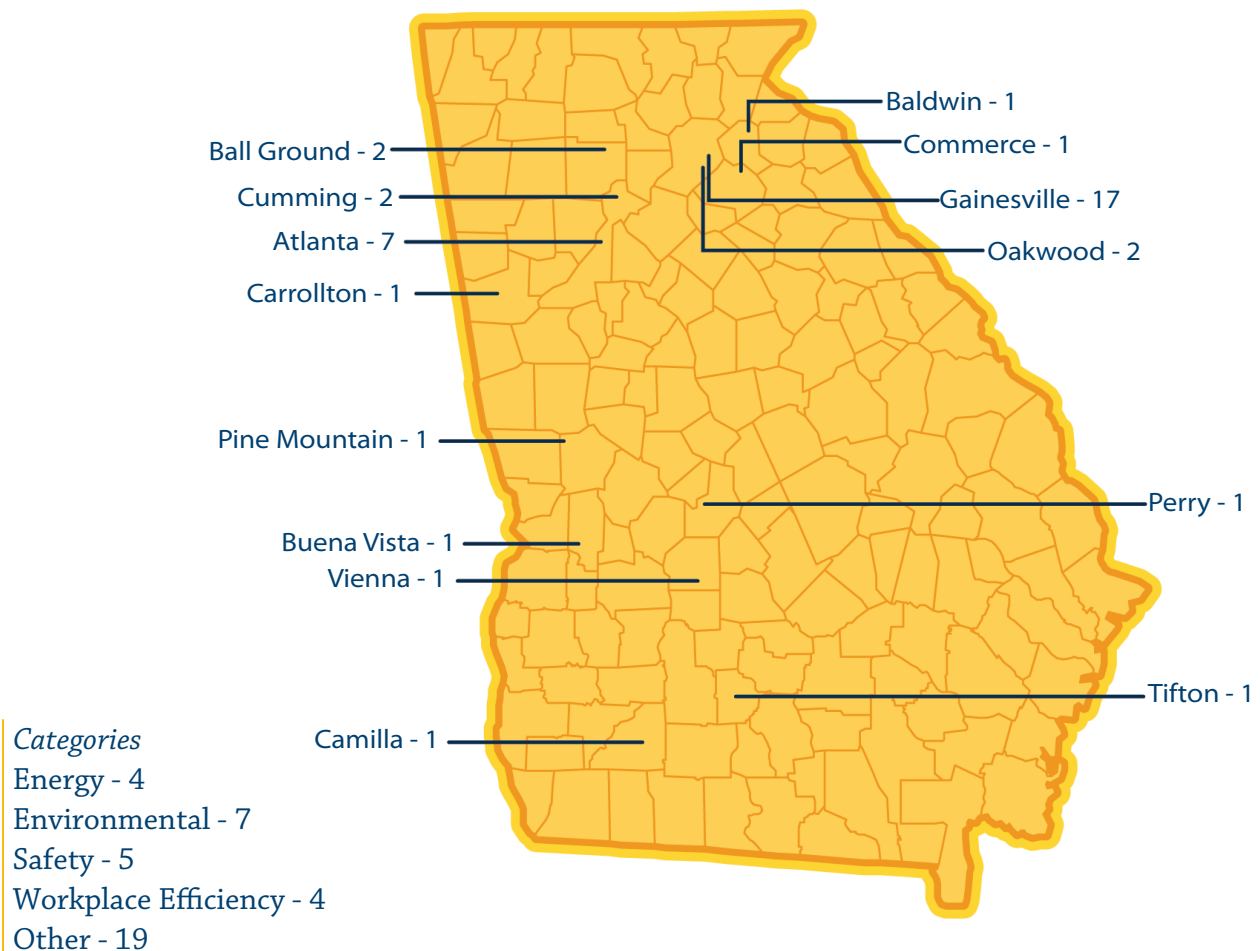 Baldwin - 1
Commerce - 1
Ball Ground - 2
Cumming - 2
Gainesville - 17
Atlanta - 7
Oakwood - 2
Carrollton - 1
Pine Mountain - 1
Perry - 1
Buena Vista - 1
Vienna - 1
Tifton - 1
Camilla - 1
Categories
Energy - 4
Environmental - 7
Safety - 5
Workplace Efficiency - 4
Other - 19